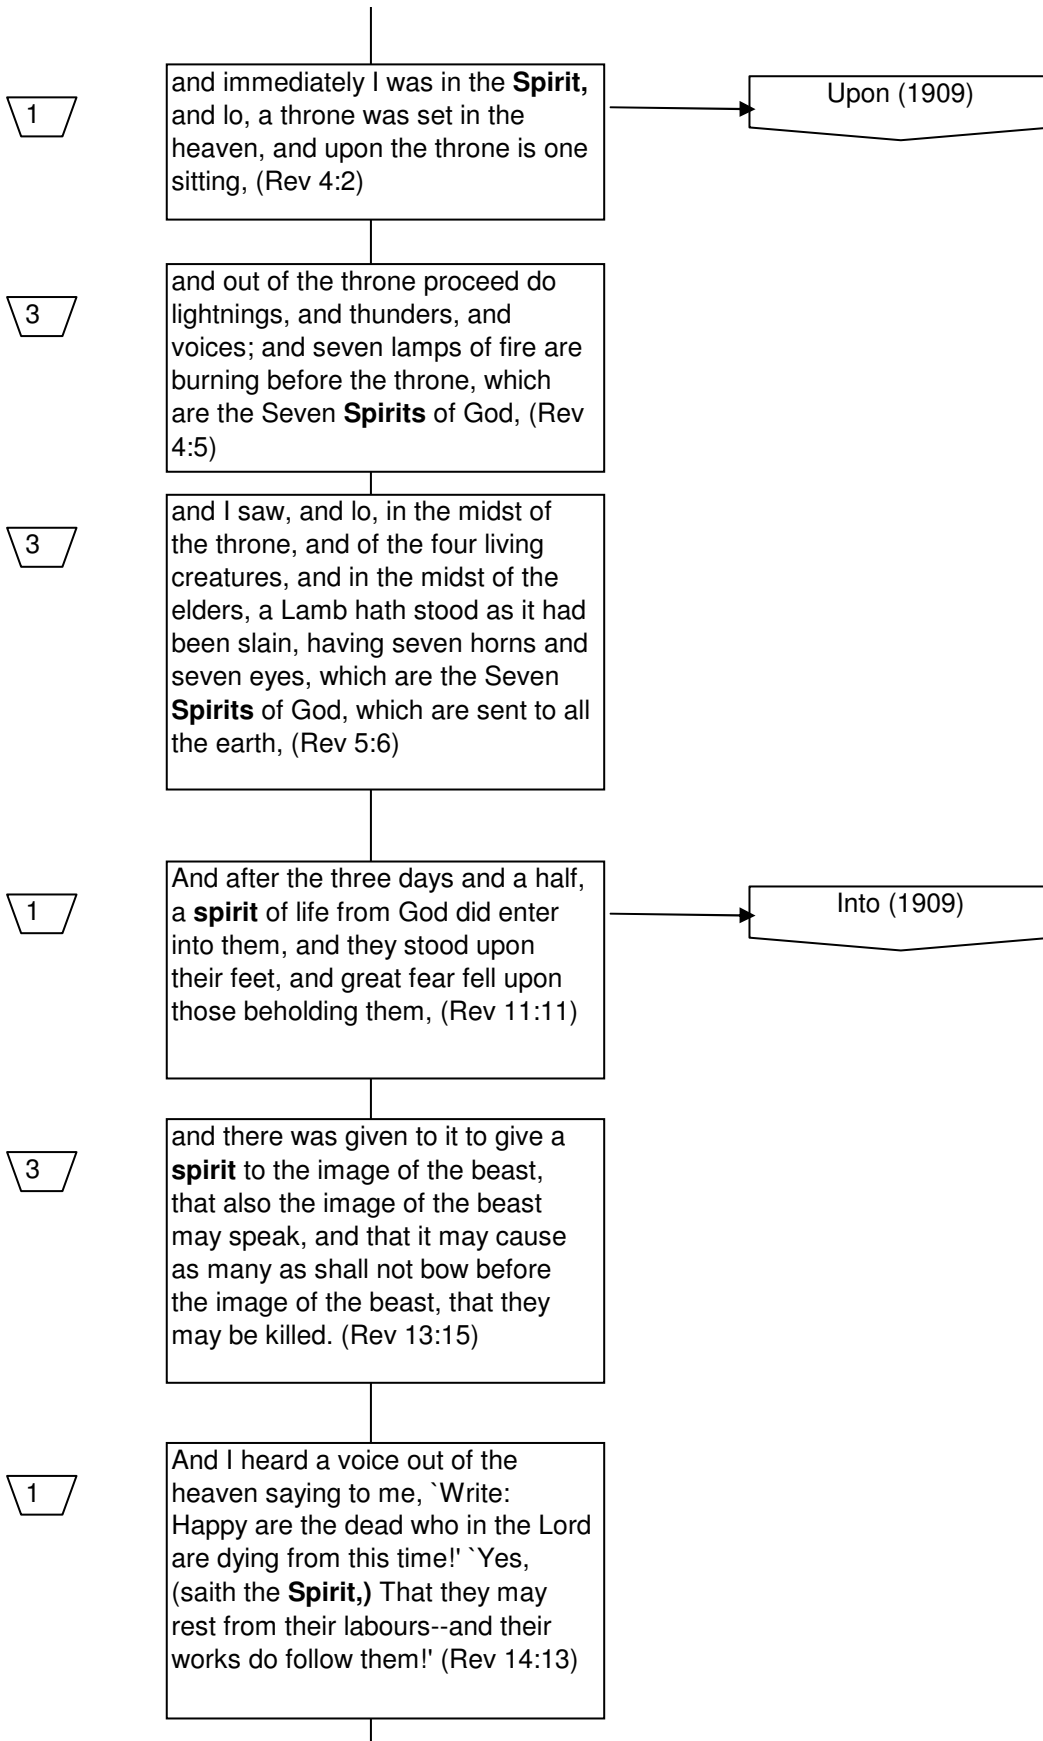 1
and immediately I was in the Spirit,
and lo, a throne was set in the
heaven, and upon the throne is one
sitting, (Rev 4:2)
Upon (1909)
3
and out of the throne proceed do
lightnings, and thunders, and
voices; and seven lamps of fire are
burning before the throne, which
are the Seven Spirits of God, (Rev
4:5)
3
and I saw, and lo, in the midst of
the throne, and of the four living
creatures, and in the midst of the
elders, a Lamb hath stood as it had
been slain, having seven horns and
seven eyes, which are the Seven
Spirits of God, which are sent to all
the earth, (Rev 5:6)
1
And after the three days and a half,
a spirit of life from God did enter
into them, and they stood upon
their feet, and great fear fell upon
those beholding them, (Rev 11:11)
Into (1909)
3
and there was given to it to give a
spirit to the image of the beast,
that also the image of the beast
may speak, and that it may cause
as many as shall not bow before
the image of the beast, that they
may be killed. (Rev 13:15)
1
And I heard a voice out of the
heaven saying to me, `Write:
Happy are the dead who in the Lord
are dying from this time!' `Yes,
(saith the Spirit,) That they may
rest from their labours--and their
works do follow them!' (Rev 14:13)